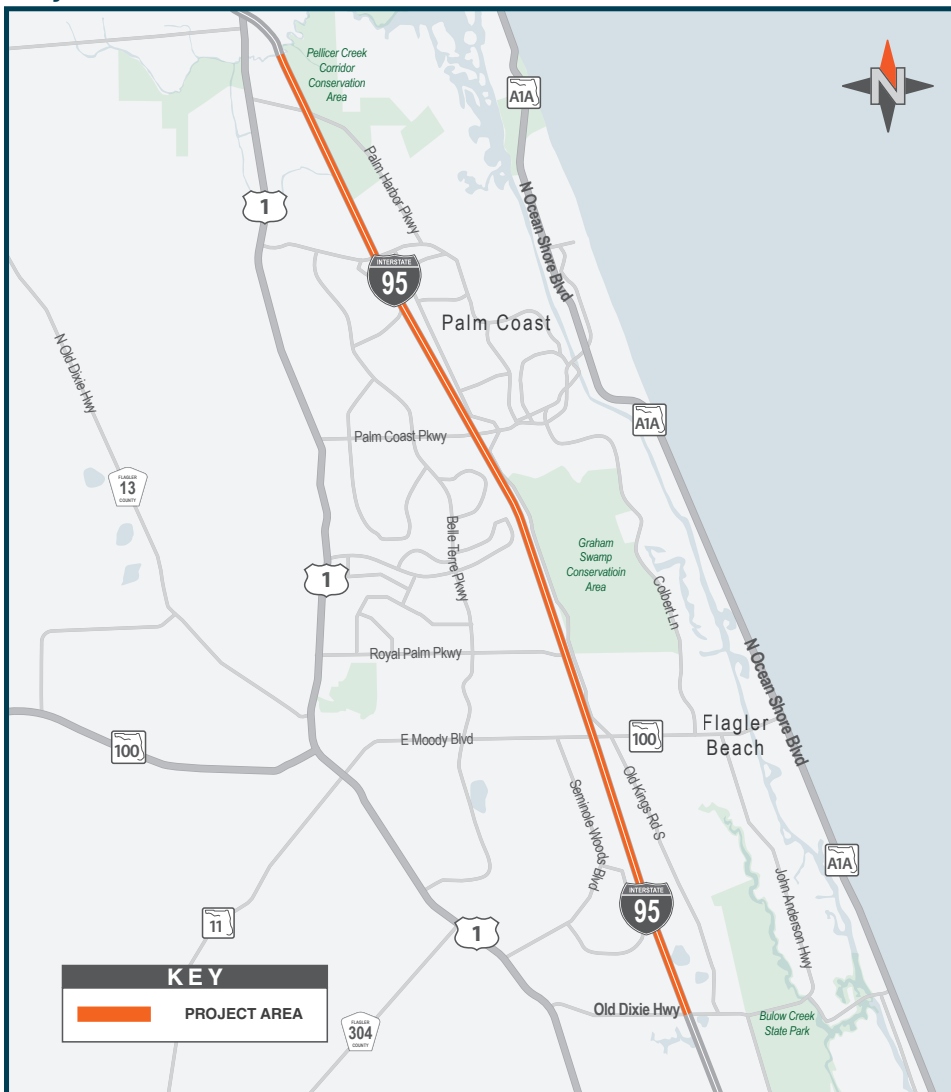 Pellicer Creek
Corridor
Conservation
Area
A1A
N
Palm Harbor Pkwy
1
N Ocean Shore Blvd
INTERSTATE
95
Palm Coast
N Old Dixie Hwy
A1A
Palm Coast Pkwy
FLAGLER
13
COUNTY
Belle Terre Pkwy
Graham
Swamp
Conservatioin
Area
1
Colbert Ln
Royal Palm Pkwy
N Ocean Shore Blvd
Flagler
Beach
100
E Moody Blvd
100
Old Kings Rd S
Seminole Woods Blvd
A1A
John Anderson Hwy
INTERSTATE
95
11
1
KEY
PROJECT AREA
Old Dixie Hwy
Bulow Creek
State Park
FLAGLER
304
COUNTY